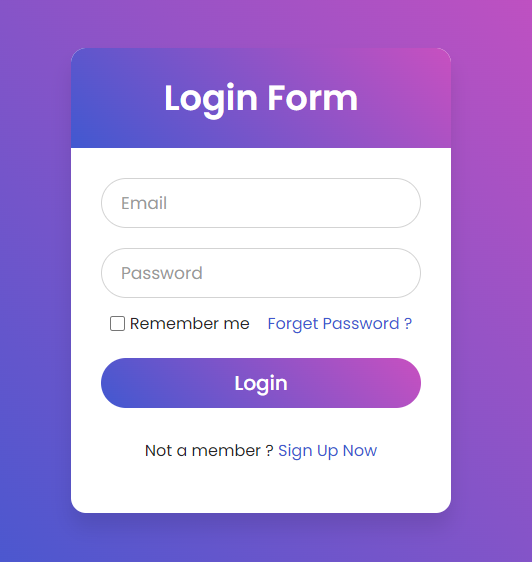 Login Form
Email
Password
Remember me Forget Password ?
Login
Not a member ? Sign Up Now